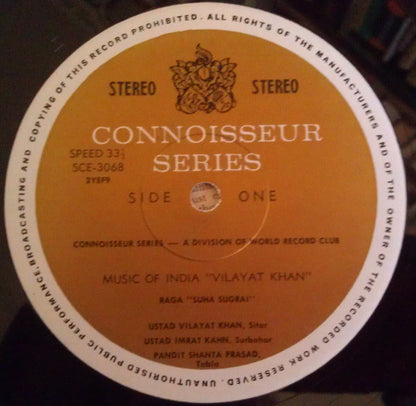 ALL RIGHTS OF THE MANUFACTURERS AND OF THE OWNER OF THE RECORDED WORK RESERVED. UNAUTHORISED PUBLIC PERFORMANCE, BROADCASTING AND COPYING OF THIS RECORD PROHIBITED.
STEREO STEREO
CONNOISSEUR
SERIES
SPEED 33⅓
SCE-3068
2YEF9
SIDE ONE
CONNOISSEUR SERIES — A DIVISION OF WORLD RECORD CLUB
MUSIC OF INDIA "VILAYAT KHAN"
RAGA "SUHA SUGRAI"
USTAD VILAYAT KHAN, Sitar
USTAD IMRAT KAHN, Surbahar
PANDIT SHANTA PRASAD,
Tabla